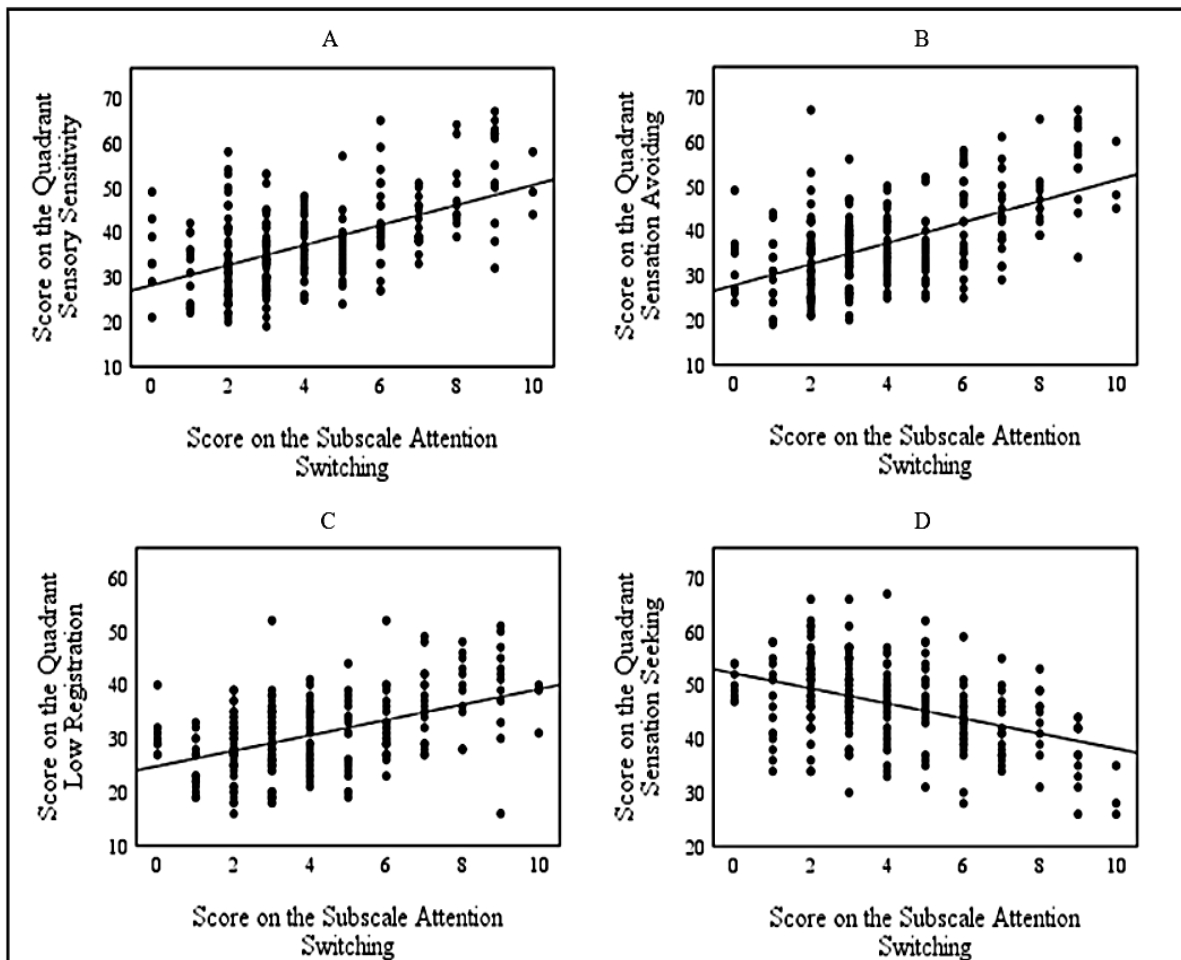 A
Score on the Quadrant
Sensory Sensitivity
70
60
50
40
30
20
10
0 2 4 6 8 10
Score on the Subscale Attention
Switching
B
Score on the Quadrant
Sensation Avoiding
70
60
50
40
30
20
10
0 2 4 6 8 10
Score on the Subscale Attention
Switching
C
Score on the Quadrant
Low Registration
60
50
40
30
20
10
0 2 4 6 8 10
Score on the Subscale Attention
Switching
D
Score on the Quadrant
Sensation Seeking
70
60
50
40
30
20
0 2 4 6 8 10
Score on the Subscale Attention
Switching